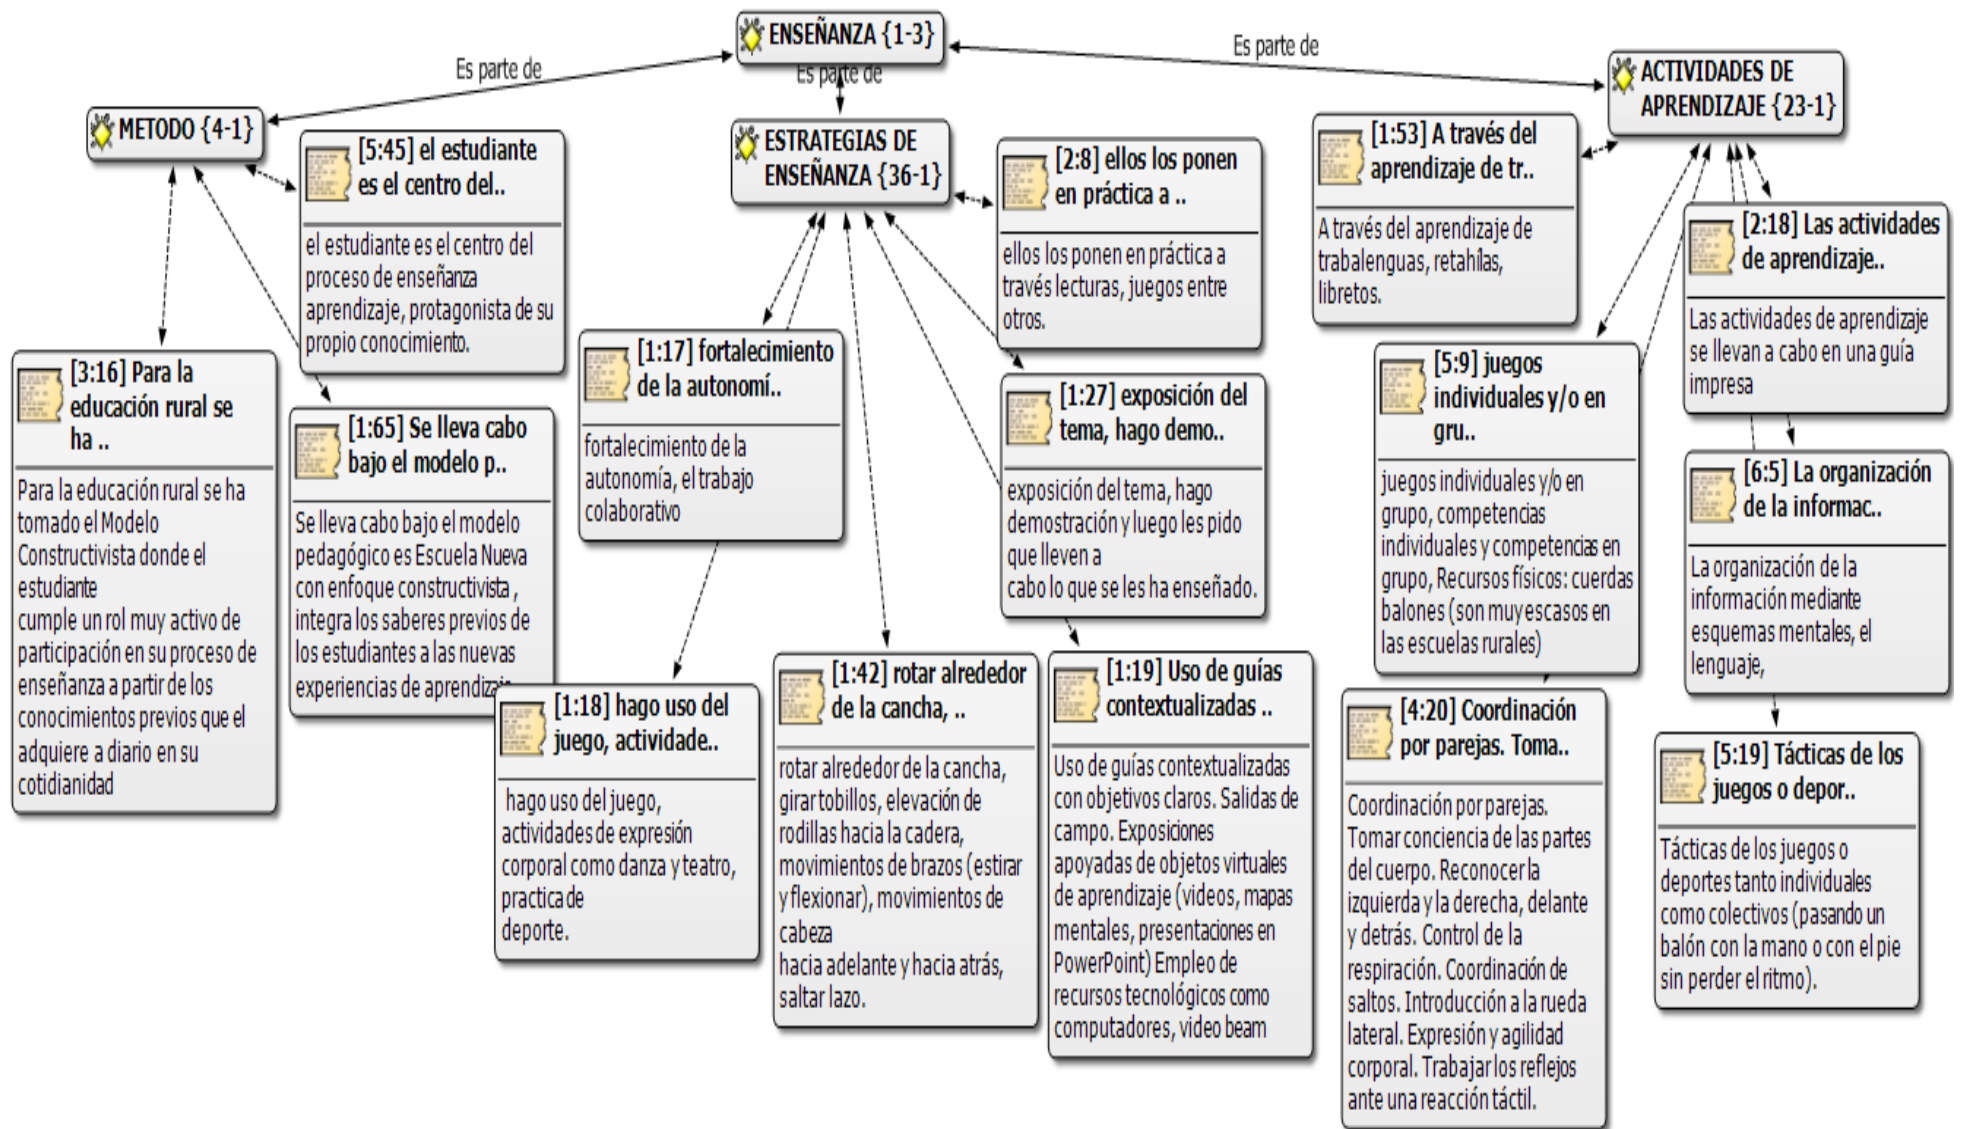 ENSEÑANZA {1-3}
Es parte de
Es parte de
Es parte de
METODO {4-1}
[5:45] el estudiante
es el centro del..
el estudiante es el centro del
proceso de enseñanza
aprendizaje, protagonista de su
propio conocimiento.
[3:16] Para la
educación rural se
ha ..
Para la educación rural se ha
tomado el Modelo
Constructivista donde el
estudiante
cumple un rol muy activo de
participación en su proceso de
enseñanza a partir de los
conocimientos previos que el
adquiere a diario en su
cotidianidad
[1:65] Se lleva cabo
bajo el modelo p..
Se lleva cabo bajo el modelo
pedagógico es Escuela Nueva
con enfoque constructivista ,
integra los saberes previos de
los estudiantes a las nuevas
experiencias de aprendizaje
ESTRATEGIAS DE
ENSEÑANZA {36-1}
[2:8] ellos los ponen
en práctica a ..
ellos los ponen en práctica a
través lecturas, juegos entre
otros.
[1:17] fortalecimiento
de la autonomí..
fortalecimiento de la
autonomía, el trabajo
colaborativo
[1:27] exposición del
tema, hago demo..
exposición del tema, hago
demostración y luego les pido
que lleven a
cabo lo que se les ha enseñado.
[1:18] hago uso del
juego, actividade..
hago uso del juego,
actividades de expresión
corporal como danza y teatro,
practica de
deporte.
[1:42] rotar alrededor
de la cancha, ..
rotar alrededor de la cancha,
girar tobillos, elevación de
rodillas hacia la cadera,
movimientos de brazos (estirar
y flexionar), movimientos de
cabeza
hacia adelante y hacia atrás,
saltar lazo.
[1:19] Uso de guías
contextualizadas ..
Uso de guías contextualizadas
con objetivos claros. Salidas de
campo. Exposiciones
apoyadas de objetos virtuales
de aprendizaje (videos, mapas
mentales, presentaciones en
PowerPoint) Empleo de
recursos tecnológicos como
computadores, video beam
ACTIVIDADES DE
APRENDIZAJE {23-1}
[1:53] A través del
aprendizaje de tr..
A través del aprendizaje de
trabalenguas, retahílas,
libretos.
[2:18] Las actividades
de aprendizaje..
Las actividades de aprendizaje
se llevan a cabo en una guía
impresa
[5:9] juegos
individuales y/o en
gru..
juegos individuales y/o en
grupo, competencias
individuales y competencias en
grupo, Recursos físicos: cuerdas
balones (son muy escasos en
las escuelas rurales)
[6:5] La organización
de la informac..
La organización de la
información mediante
esquemas mentales, el
lenguaje,
[4:20] Coordinación
por parejas. Toma..
Coordinación por parejas.
Tomar conciencia de las partes
del cuerpo. Reconocer la
izquierda y la derecha, delante
y detrás. Control de la
respiración. Coordinación de
saltos. Introducción a la rueda
lateral. Expresión y agilidad
corporal. Trabajar los reflejos
ante una reacción táctil.
[5:19] Tácticas de los
juegos o depor..
Tácticas de los juegos o
deportes tanto individuales
como colectivos (pasando un
balón con la mano o con el pie
sin perder el ritmo).